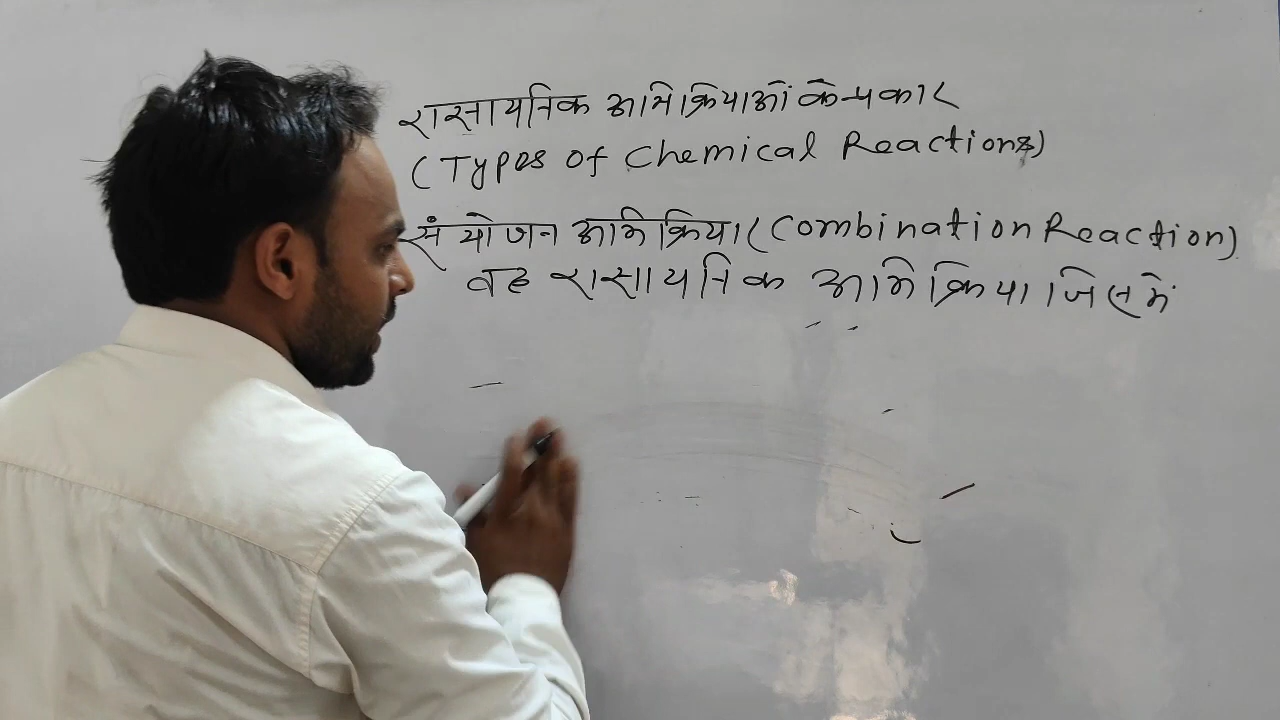 रासायनिक अभिक्रियाओं के प्रकार
(Types of Chemical Reactions)
संयोजन अभिक्रिया (Combination Reaction)
वह रासायनिक अभिक्रिया जिसमें